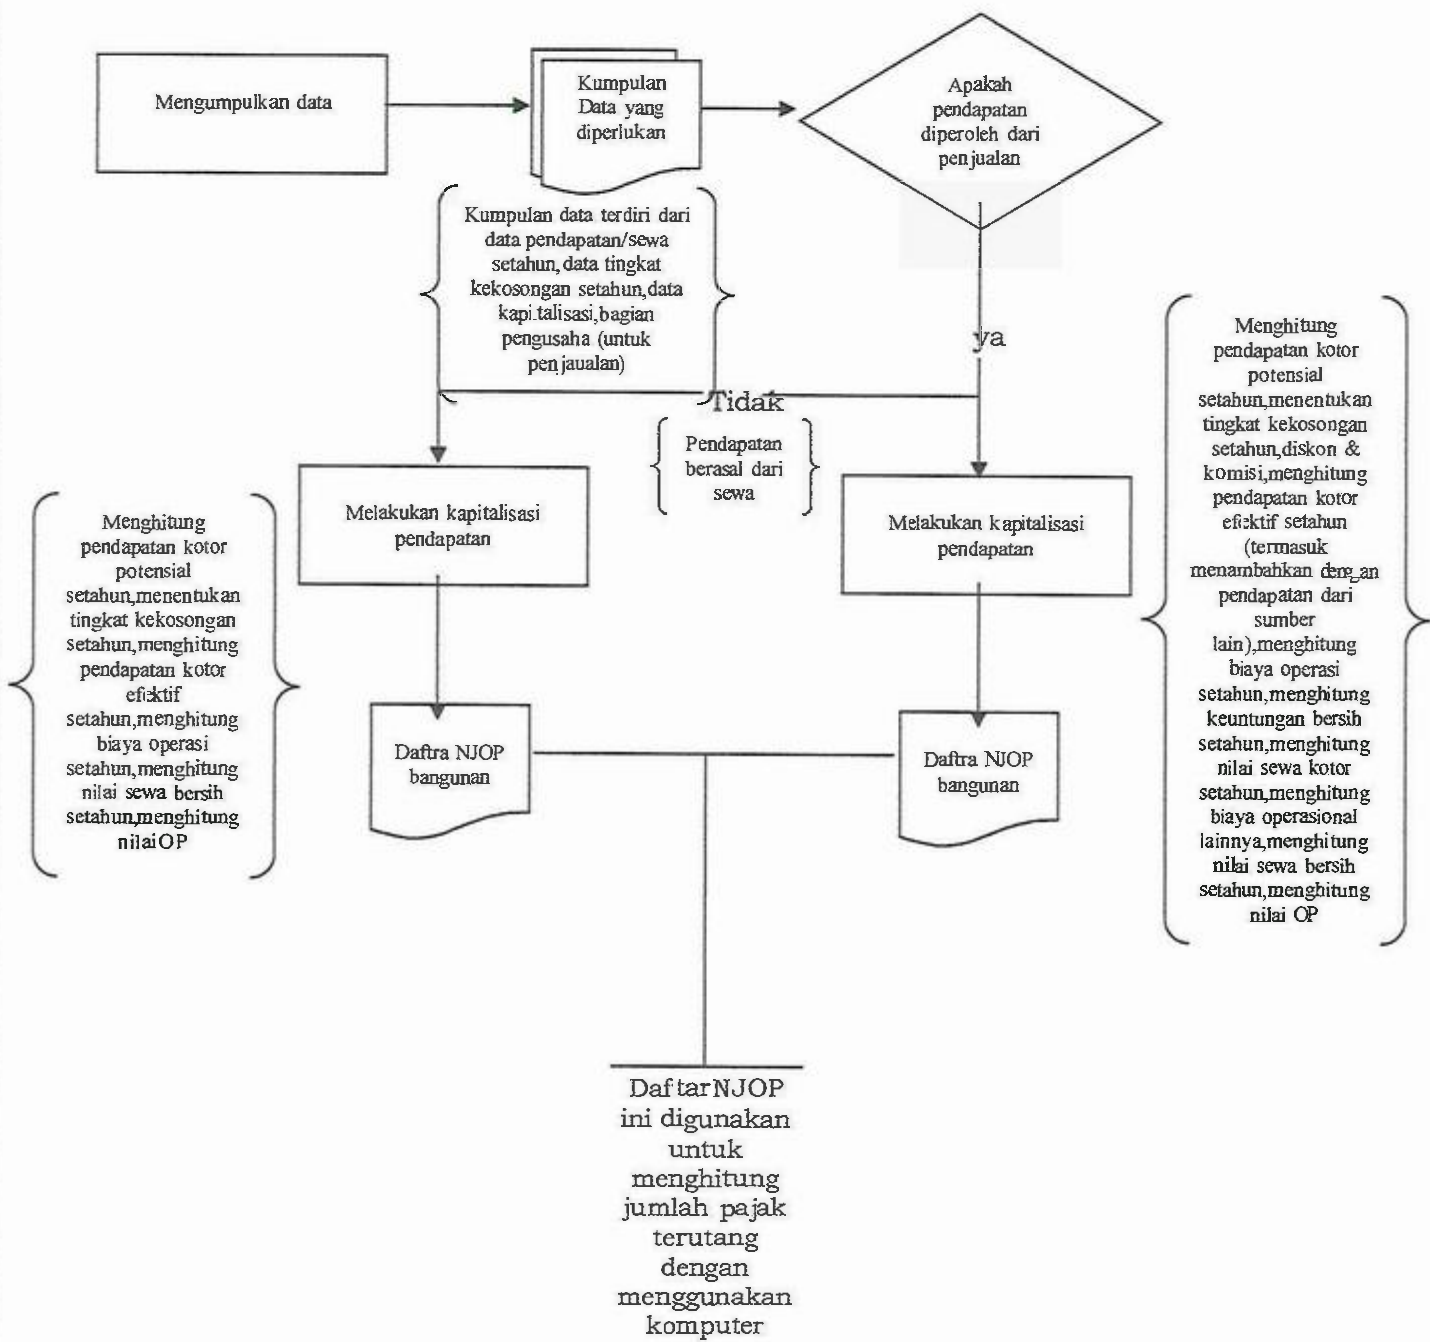 Mengumpulkan data
Kumpulan
Data yang
diperlukan
Apakah
pendapatan
diperoleh dari
penjualan
Kumpulan data terdiri dari
data pendapatan/sewa
setahun,data tingkat
kekosongan setahun,data
kapi.talisasi,bagian
pengusaha (untuk
penjaualan)
ya
Tidak
Pendapatan
berasal dari
sewa
Melakukan kapitalisasi
pendapatan
Melakukan kapitalisasi
pendapatan
Menghitung
pendapatan kotor
potensial
setahun,menentukan
tingkat kekosongan
setahun,menghitung
pendapatan kotor
efektif
setahun,menghitung
biaya operasi
setahun,menghitung
nilai sewa bersih
setahun,menghitung
nilai OP
Menghitung
pendapatan kotor
potensial
setahun,menentukan
tingkat kekosongan
setahun,diskon &
komisi,menghitung
pendapatan kotor
efektif setahun
(termasuk
menambahkan dengan
pendapatan dari
sumber
lain),menghitung
biaya operasi
setahun,menghitung
keuntungan bersih
setahun,menghitung
nilai sewa kotor
setahun,menghitung
biaya operasional
lainnya,menghitung
nilai sewa bersih
setahun,menghitung
nilai OP
Daftra NJOP
bangunan
Daftra NJOP
bangunan
Daftar NJOP
ini digunakan
untuk
menghitung
jumlah pajak
terutang
dengan
menggunakan
komputer